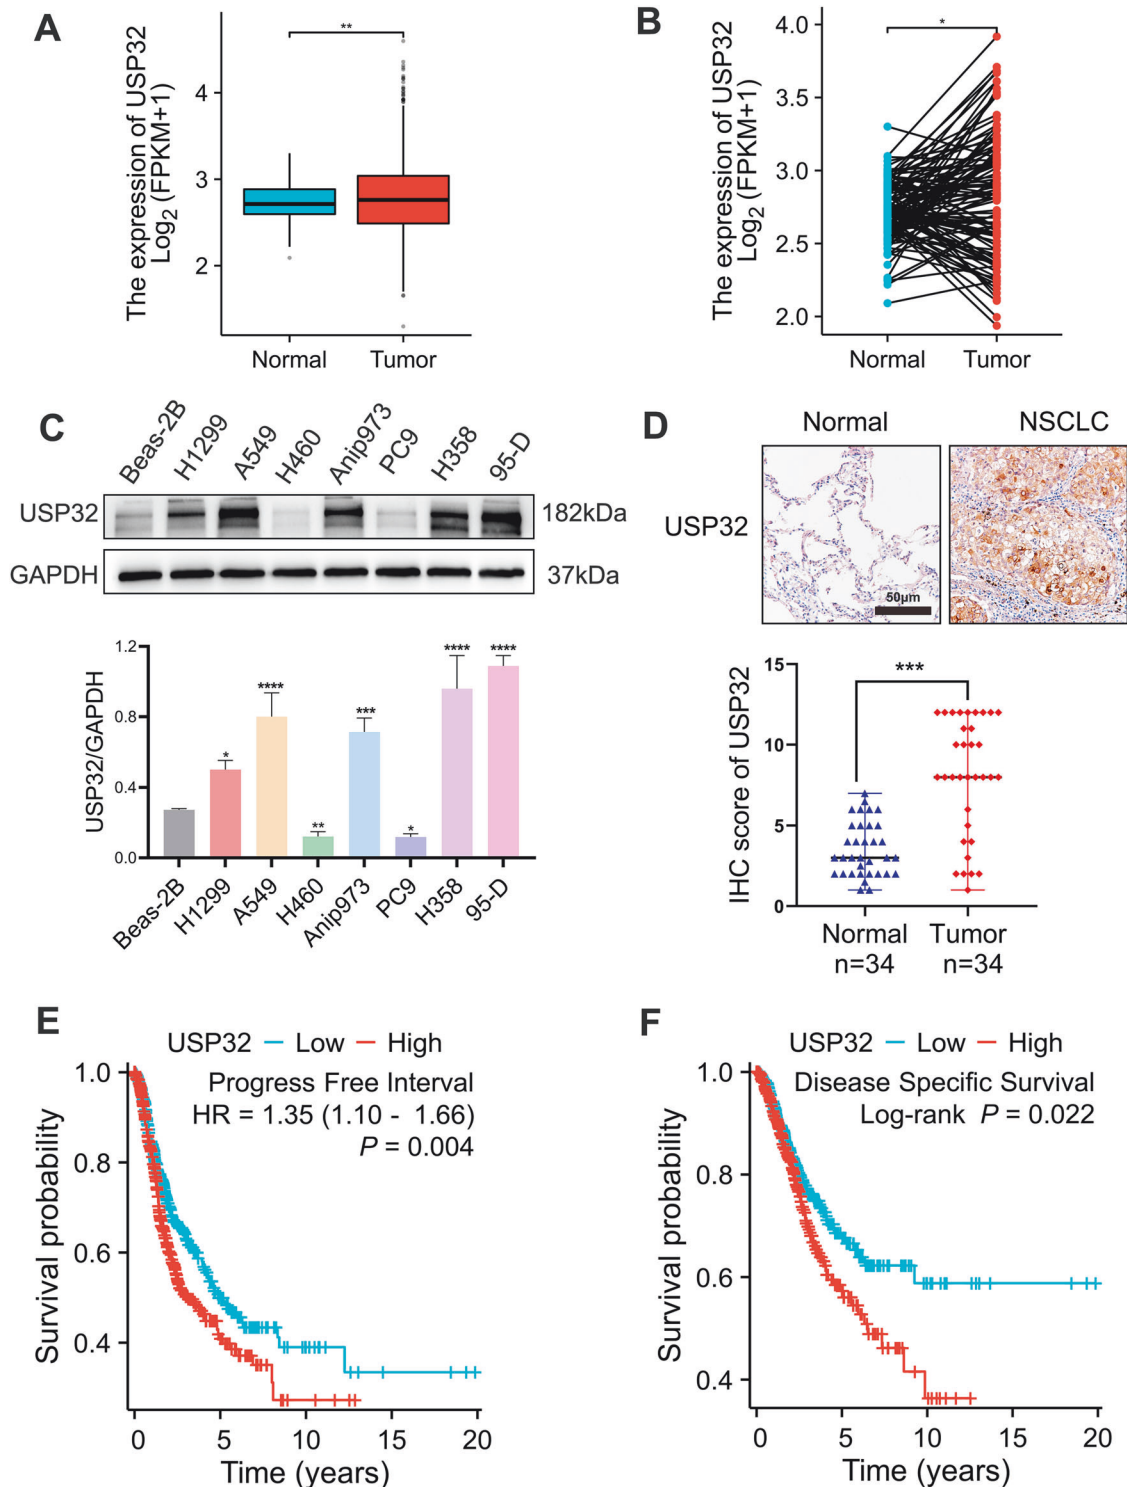 A
The expression of USP32
Log2 (FPKM+1)
**
4
3
2
Normal
Tumor
B
The expression of USP32
Log2 (FPKM+1)
*
4.0
3.5
3.0
2.5
2.0
Normal
Tumor
C
Beas-2B
H1299
A549
H460
Anip973
PC9
H358
95-D
USP32
182kDa
GAPDH
37kDa
USP32/GAPDH
1.2
0.8
0.4
0.0
*
****
**
***
*
****
****
Beas-2B
H1299
A549
H460
Anip973
PC9
H358
95-D
D
Normal
NSCLC
USP32
50μm
IHC score of USP32
15
10
5
0
***
Normal
n=34
Tumor
n=34
E
USP32 Low High
Progress Free Interval
HR = 1.35 (1.10 - 1.66)
P = 0.004
Survival probability
1.0
0.8
0.6
0.4
0 5 10 15 20
Time (years)
F
USP32 Low High
Disease Specific Survival
Log-rank P = 0.022
Survival probability
1.0
0.8
0.6
0.4
0 5 10 15 20
Time (years)